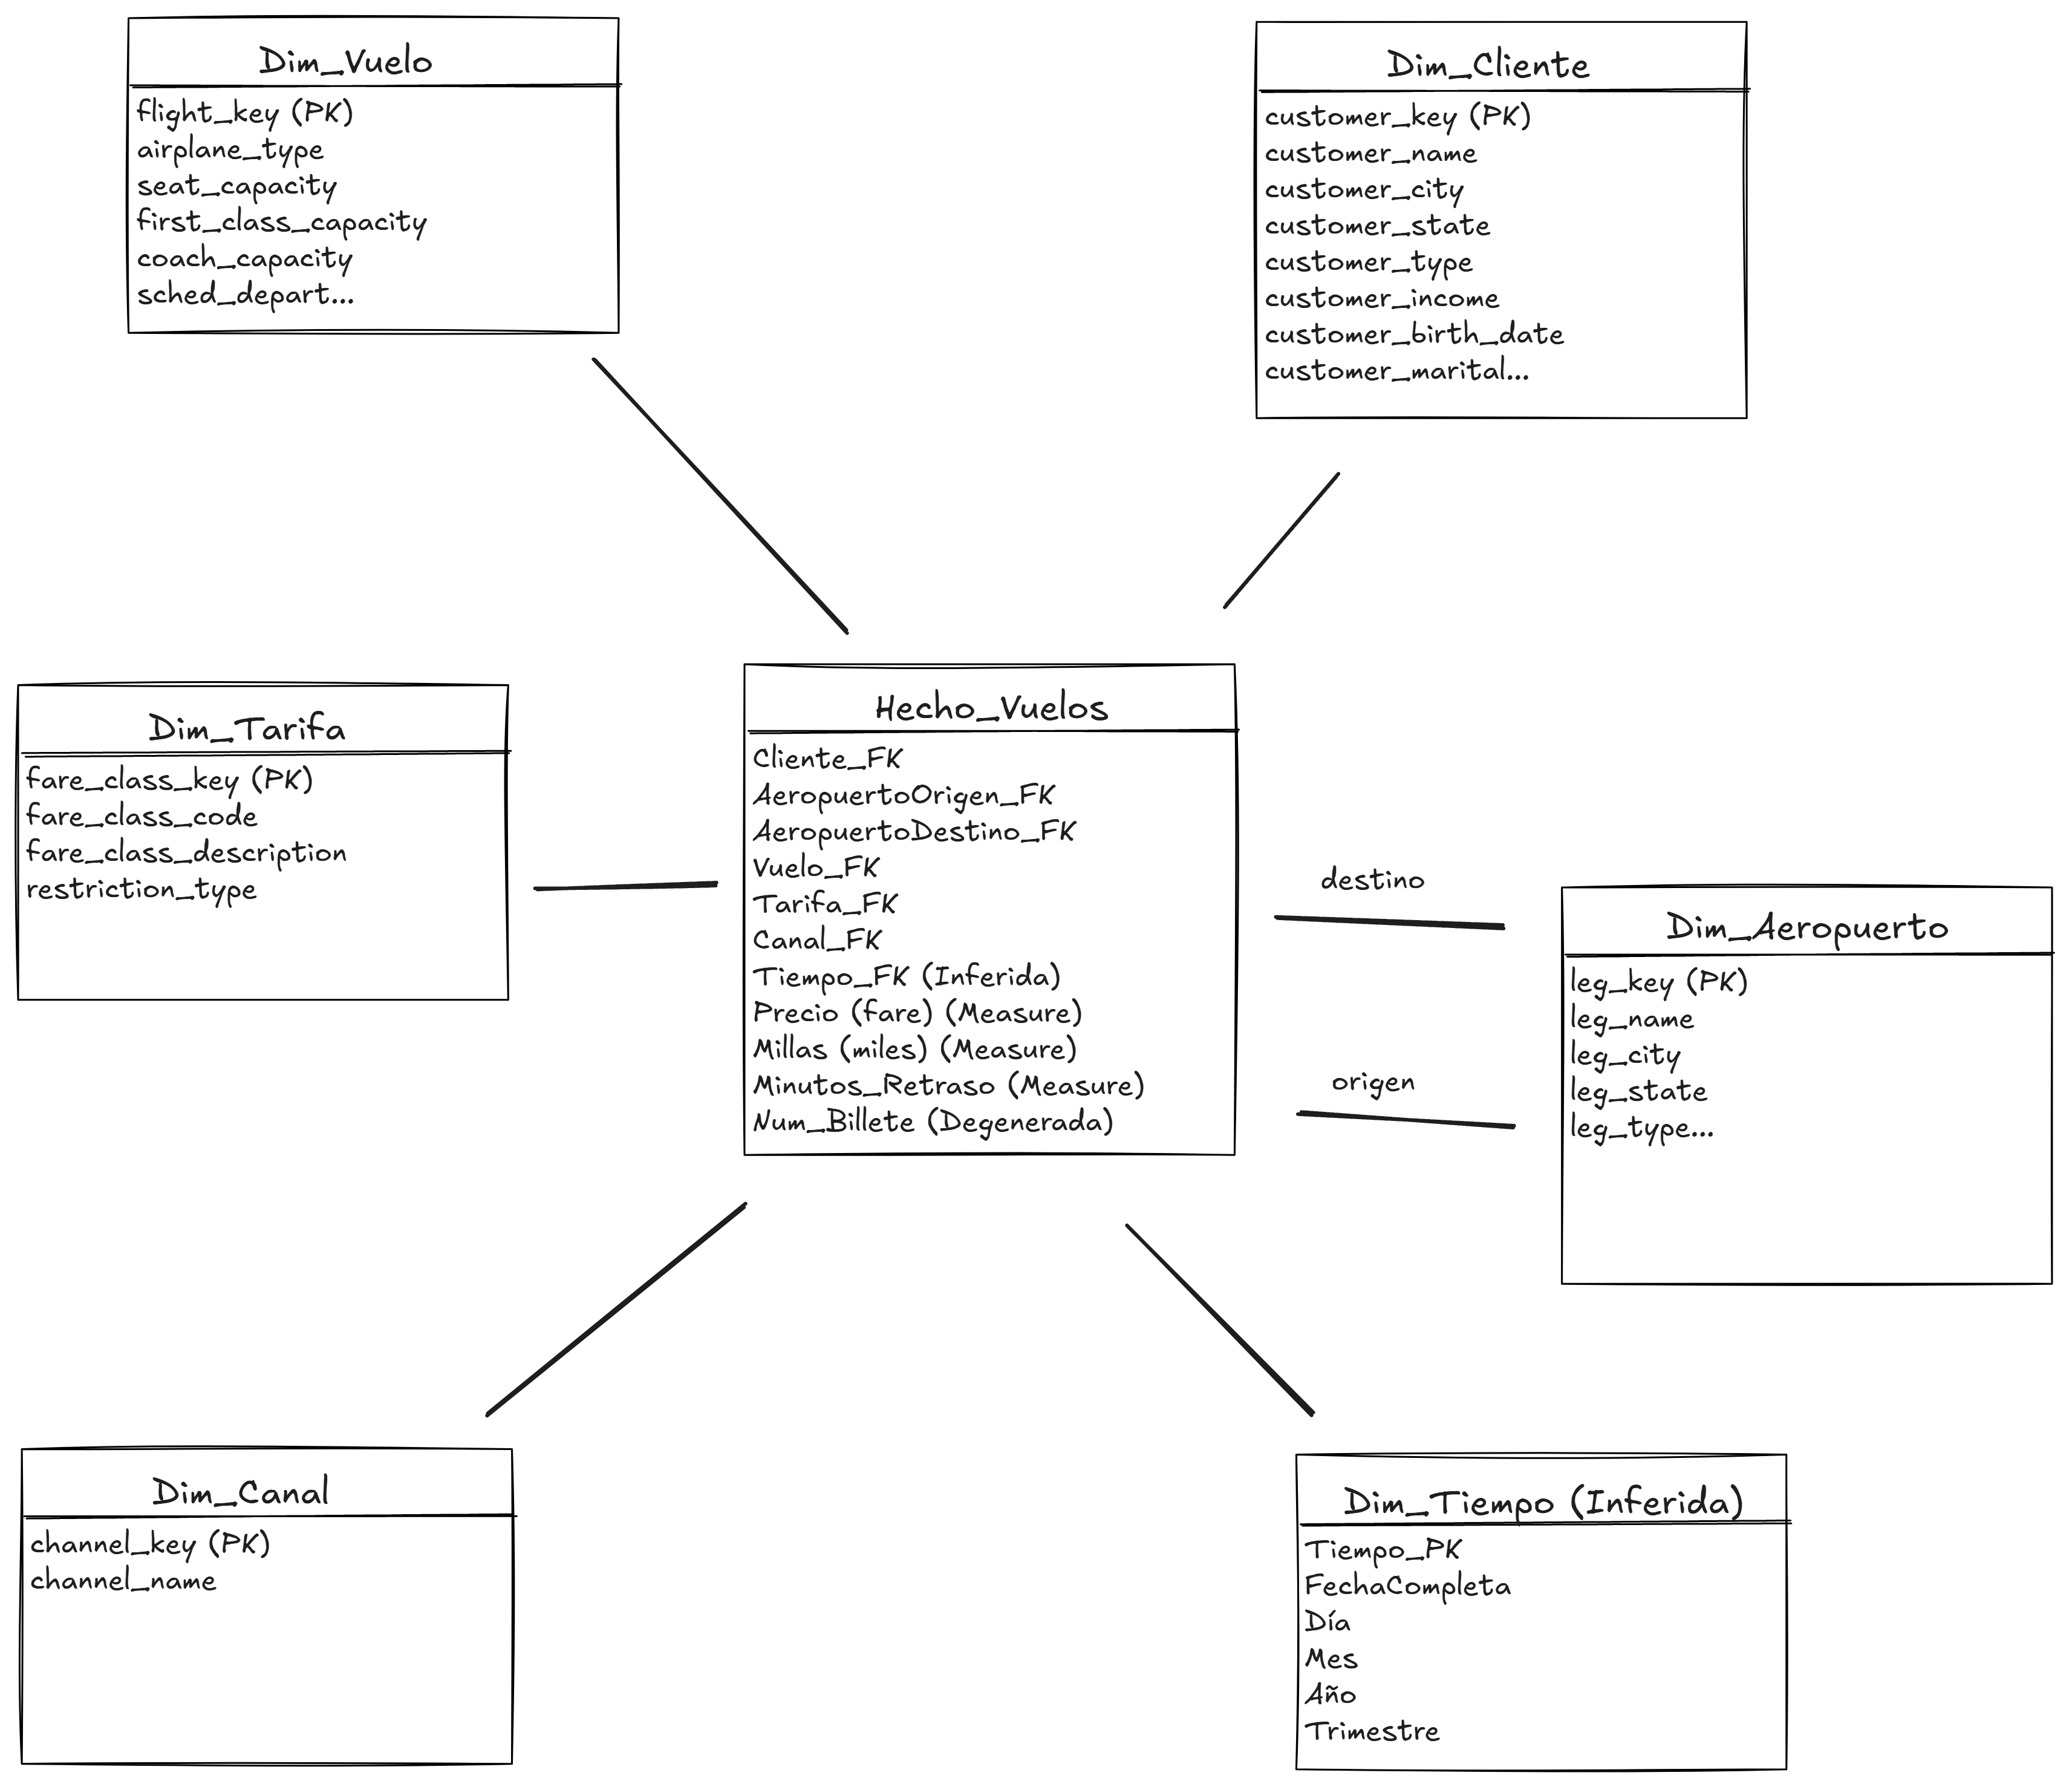 Dim_Vuelo
flight_key (PK)
airplane_type
seat_capacity
first_class_capacity
coach_capacity
sched_depart...
Dim_Cliente
customer_key (PK)
customer_name
customer_city
customer_state
customer_type
customer_income
customer_birth_date
customer_marital...
Dim_Tarifa
fare_class_key (PK)
fare_class_code
fare_class_description
restriction_type
Hecho_Vuelos
Cliente_FK
AeropuertoOrigen_FK
AeropuertoDestino_FK
Vuelo_FK
Tarifa_FK
Canal_FK
Tiempo_FK (Inferida)
Precio (fare) (Measure)
Millas (miles) (Measure)
Minutos_Retraso (Measure)
Num_Billete (Degenerada)
destino
origen
Dim_Aeropuerto
leg_key (PK)
leg_name
leg_city
leg_state
leg_type...
Dim_Canal
channel_key (PK)
channel_name
Dim_Tiempo (Inferida)
Tiempo_PK
FechaCompleta
Día
Mes
Año
Trimestre